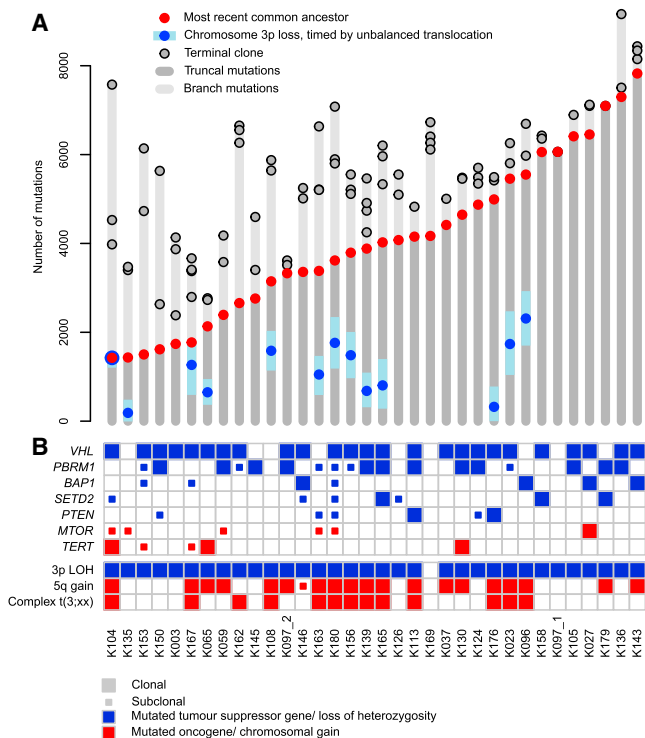 A
Most recent common ancestor
Chromosome 3p loss, timed by unbalanced translocation
Terminal clone
Truncal mutations
Branch mutations
Number of mutations
8000
6000
4000
2000
0
B
VHL
PBRM1
BAP1
SETD2
PTEN
MTOR
TERT
3p LOH
5q gain
Complex t(3;xx)
K104
K135
K153
K150
K003
K167
K065
K059
K162
K145
K108
K097_2
K146
K163
K180
K156
K139
K165
K126
K113
K169
K037
K130
K124
K176
K023
K096
K158
K097_1
K105
K027
K179
K136
K143
Clonal
Subclonal
Mutated tumour suppressor gene/ loss of heterozygosity
Mutated oncogene/ chromosomal gain